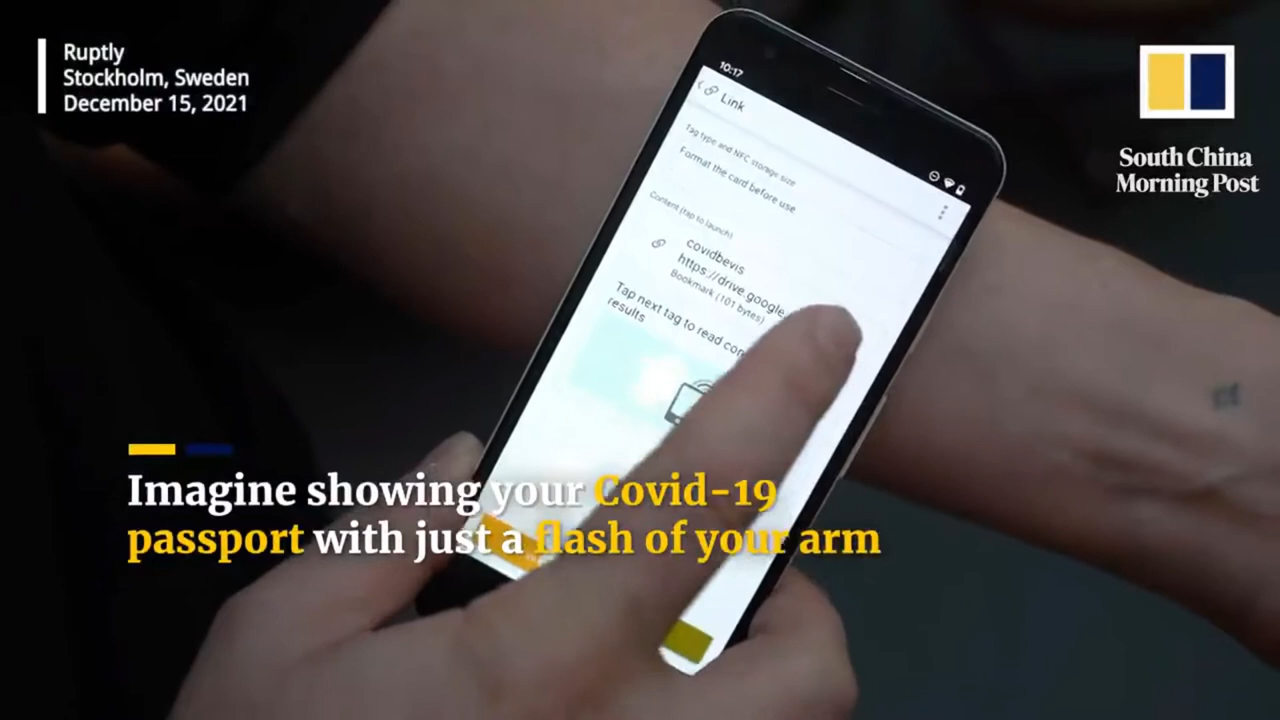 Ruptly
Stockholm, Sweden
December 15, 2021
South China
Morning Post
10:17
Link
Tag type and NFC storage size
Format the card before use
Content (tap to launch)
covidbevis
https://drive.google.
Bookmark (101 bytes)
Tap next tag to read
results
Imagine showing your Covid-19
passport with just a flash of your arm